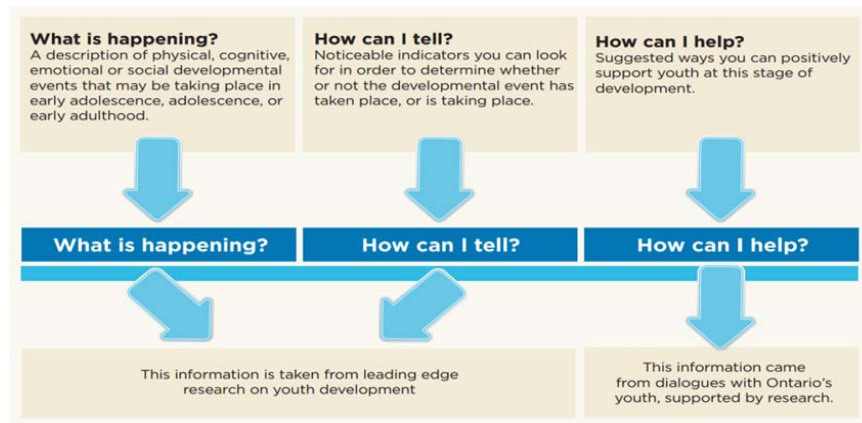 What is happening?
A description of physical, cognitive,
emotional or social developmental
events that may be taking place in
early adolescence, adolescence, or
early adulthood.
How can I tell?
Noticeable indicators you can look
for in order to determine whether
or not the developmental event has
taken place, or is taking place.
How can I help?
Suggested ways you can positively
support youth at this stage of
development.
What is happening?
How can I tell?
How can I help?
This information is taken from leading edge
research on youth development
This information came
from dialogues with Ontario's
youth, supported by research.